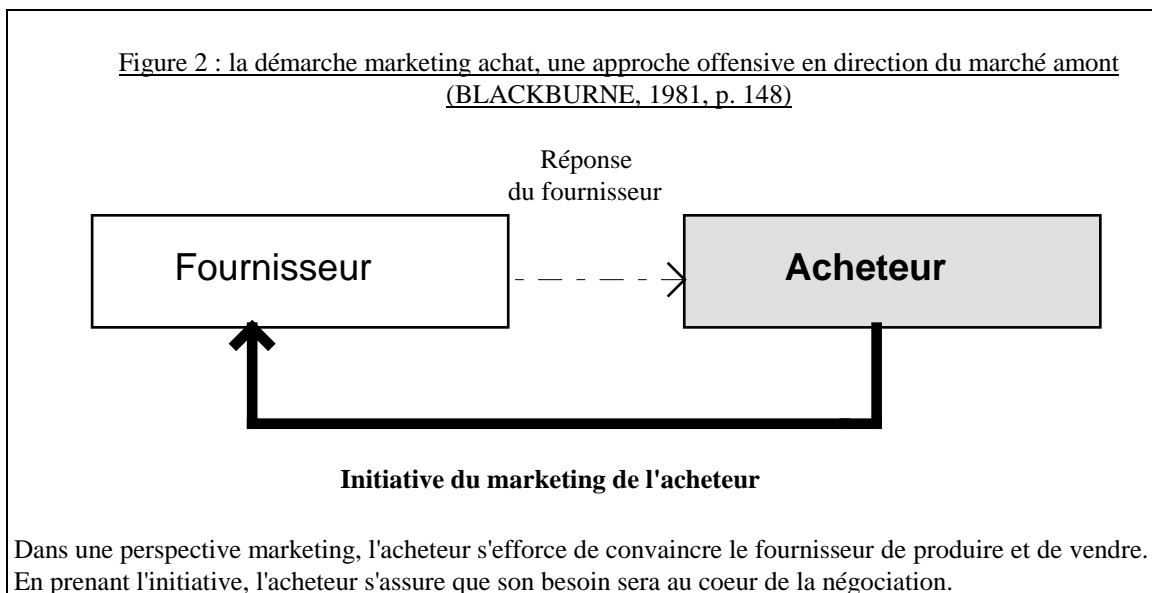 Figure 2 : la démarche marketing achat, une approche offensive en direction du marché amont
(BLACKBURNE, 1981, p. 148)
Réponse
du fournisseur
Fournisseur
Acheteur
Initiative du marketing de l'acheteur
Dans une perspective marketing, l'acheteur s'efforce de convaincre le fournisseur de produire et de vendre.
En prenant l'initiative, l'acheteur s'assure que son besoin sera au coeur de la négociation.